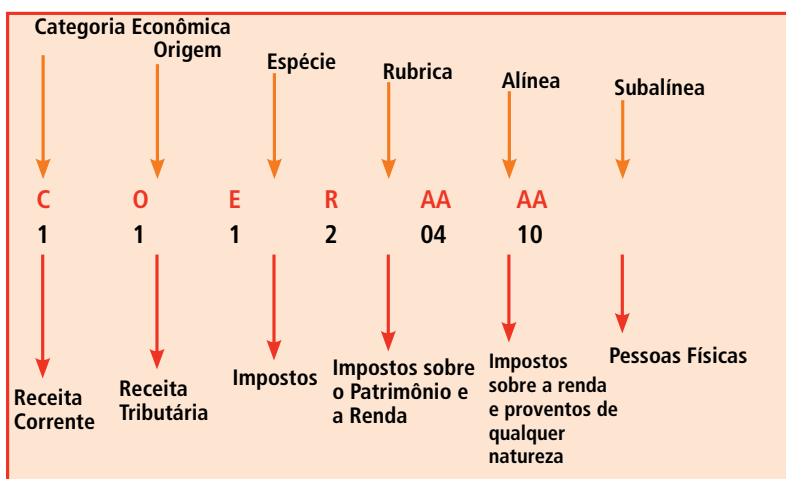 Categoria Econômica
Origem
Espécie
Rubrica
Alínea
Subalínea
C O E R AA AA
1 1 1 2 04 10
Receita
Corrente
Receita
Tributária
Impostos
Impostos sobre
o Patrimônio e
a Renda
Impostos
sobre a renda
e proventos de
qualquer
natureza
Pessoas Físicas